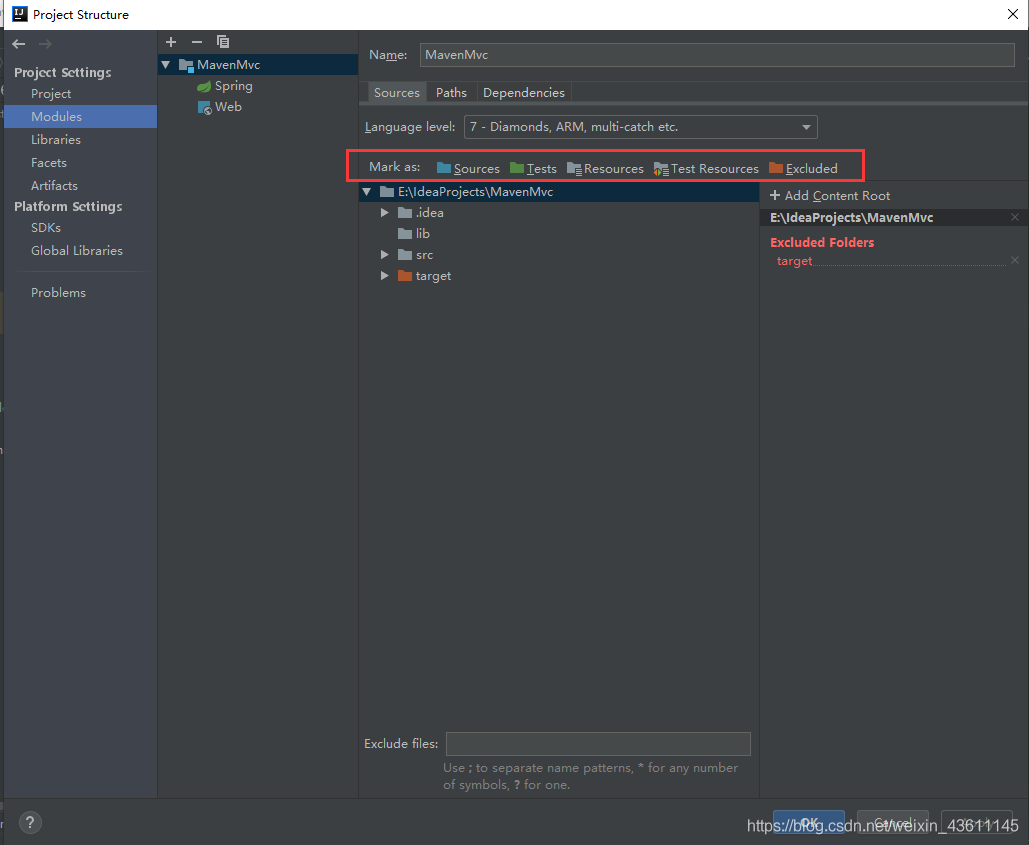 Project Structure
Project Settings
Project
Modules
Libraries
Facets
Artifacts
Platform Settings
SDKs
Global Libraries
Problems
MavenMvc
Spring
Web
Name: MavenMvc
Sources Paths Dependencies
Language level: 7 - Diamonds, ARM, multi-catch etc.
Mark as: Sources Tests Resources Test Resources Excluded
E:\IdeaProjects\MavenMvc
.idea
lib
src
target
+ Add Content Root
E:\IdeaProjects\MavenMvc
Excluded Folders
target
Exclude files:
Use ; to separate name patterns, * for any number
of symbols, ? for one.
?
OK Cancel
https://blog.csdn.net/weixin_43611145